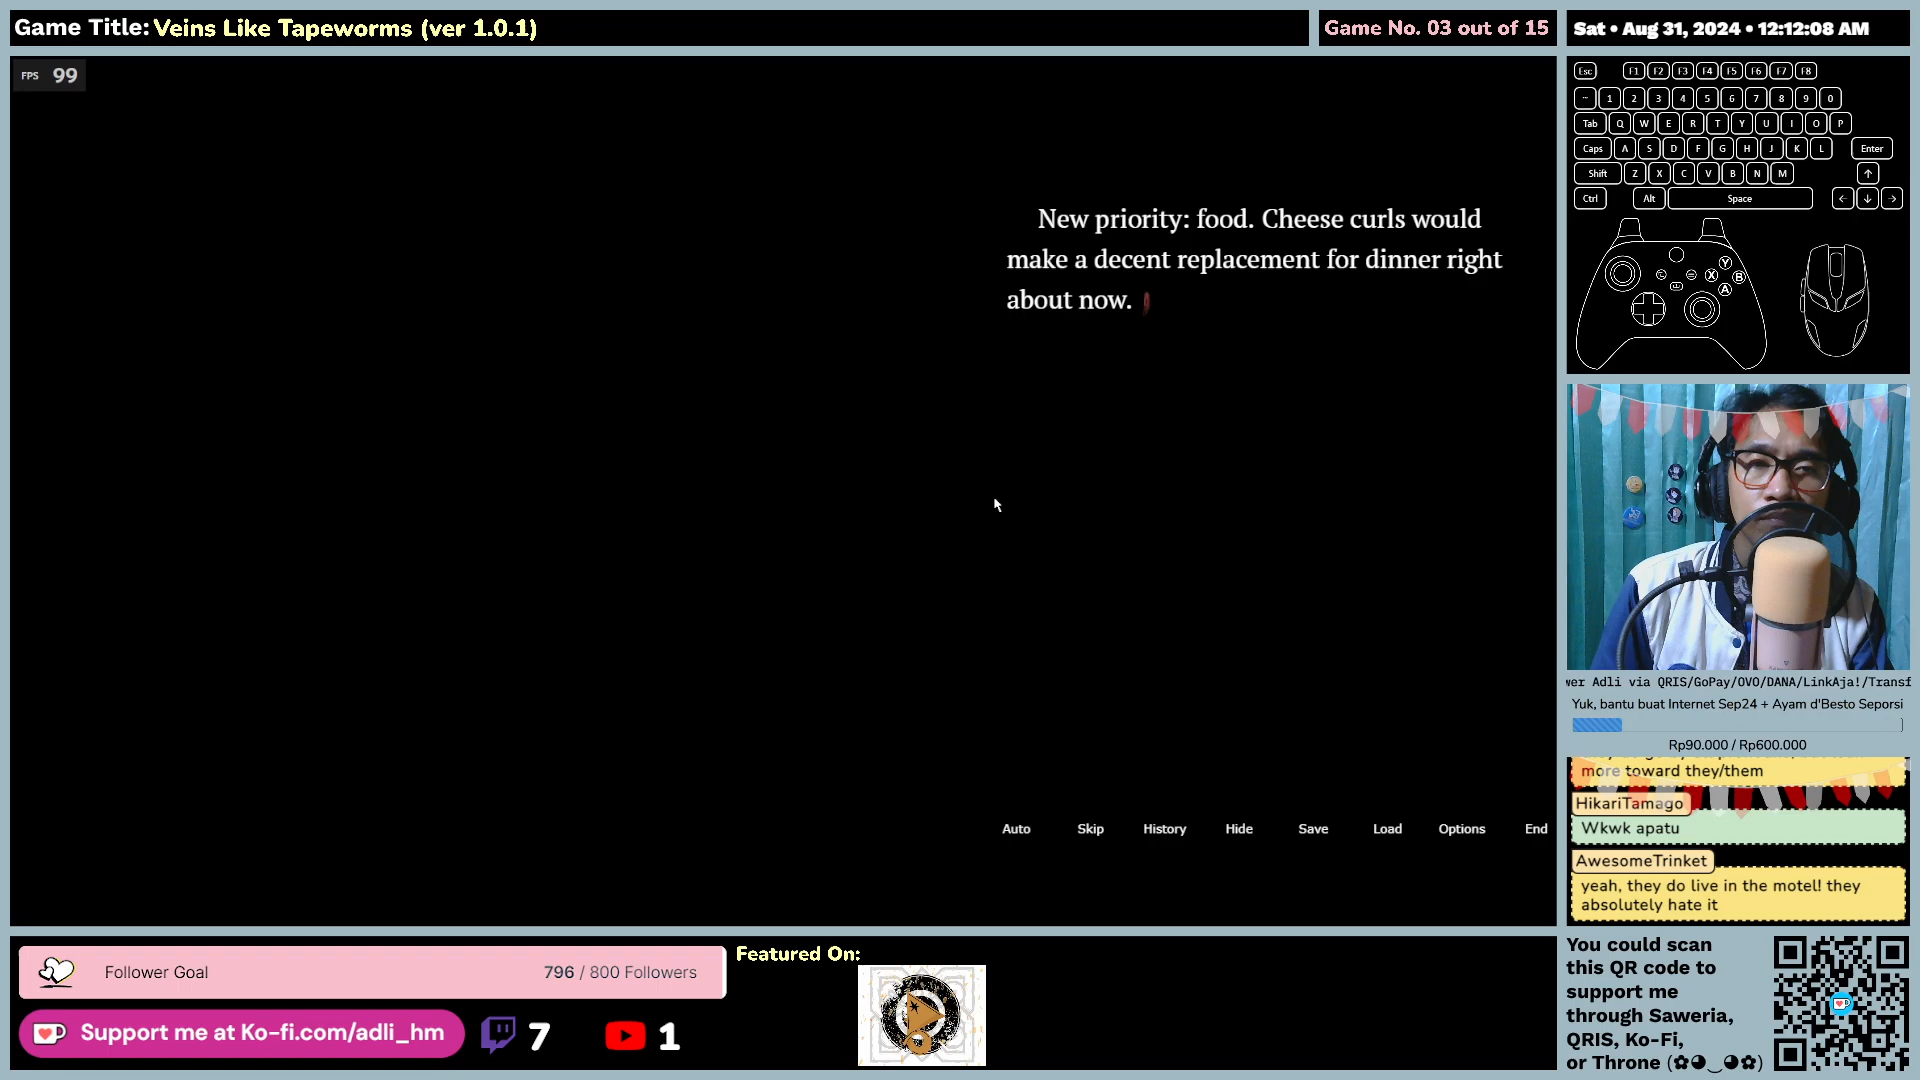 Game Title: Veins Like Tapeworms (ver 1.0.1)
Game No. 03 out of 15
Sat • Aug 31, 2024 • 12:12:08 AM
FPS 99
New priority: food. Cheese curls would
make a decent replacement for dinner right
about now.
Auto Skip History Hide Save Load Options End
Esc F1 F2 F3 F4 F5 F6 F7 F8
~ 1 2 3 4 5 6 7 8 9 0
Tab Q W E R T Y U I O P
Caps A S D F G H J K L Enter
Shift Z X C V B N M ↑
Ctrl Alt Space ← ↓ →
Y
X B
A
Adli via QRIS/GoPay/OVO/DANA/LinkAja!/Transf
Yuk, bantu buat Internet Sep24 + Ayam d'Besto Seporsi
Rp90.000 / Rp600.000
more toward they/them
HikariTamago
Wkwk apatu
AwesomeTrinket
yeah, they do live in the motel! they
absolutely hate it
Follower Goal 796 / 800 Followers
Support me at Ko-fi.com/adli_hm
7 1
Featured On:
You could scan
this QR code to
support me
through Saweria,
QRIS, Ko-Fi,
or Throne (✿◕‿◕✿)